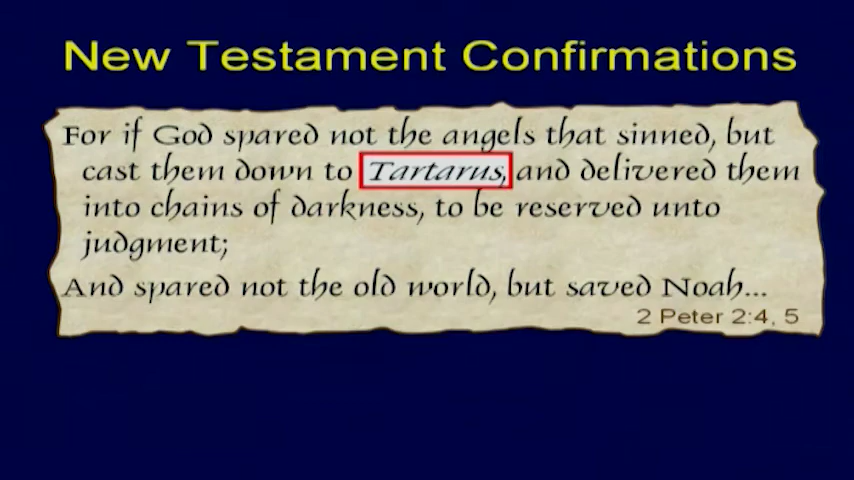 New Testament Confirmations
For if God spared not the angels that sinned, but
cast them down to Tartarus, and delivered them
into chains of darkness, to be reserved unto
judgment;
And spared not the old world, but saved Noah...
2 Peter 2:4, 5